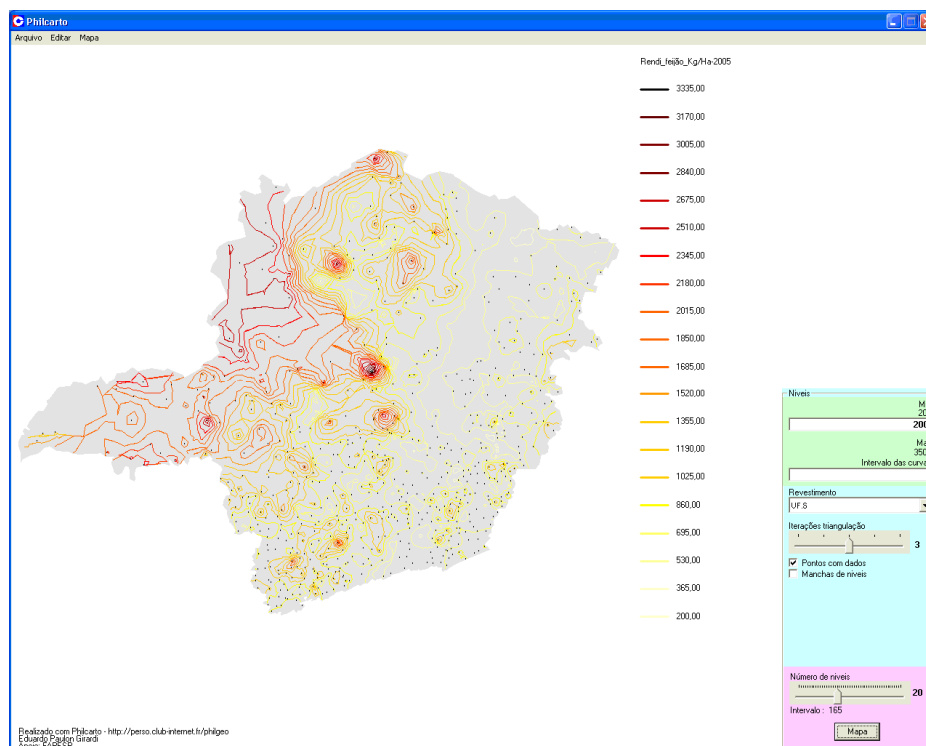 Philcarto
Arquivo Editar Mapa
Rendi_feijão_Kg/Ha-2005
3335,00
3170,00
3005,00
2840,00
2675,00
2510,00
2345,00
2180,00
2015,00
1850,00
1685,00
1520,00
1355,00
1190,00
1025,00
860,00
695,00
530,00
365,00
200,00
Níveis
200
350
Intervalo das curva
Revestimento
UF.S
Iterações triangulação
3
Pontos com dados
Manchas de níveis
Número de níveis
20
Intervalo : 165
Mapa
Realizado com Philcarto - http://perso.club-internet.fr/philgeo
Eduardo Paulon Girardi
Apoio: FAPESP